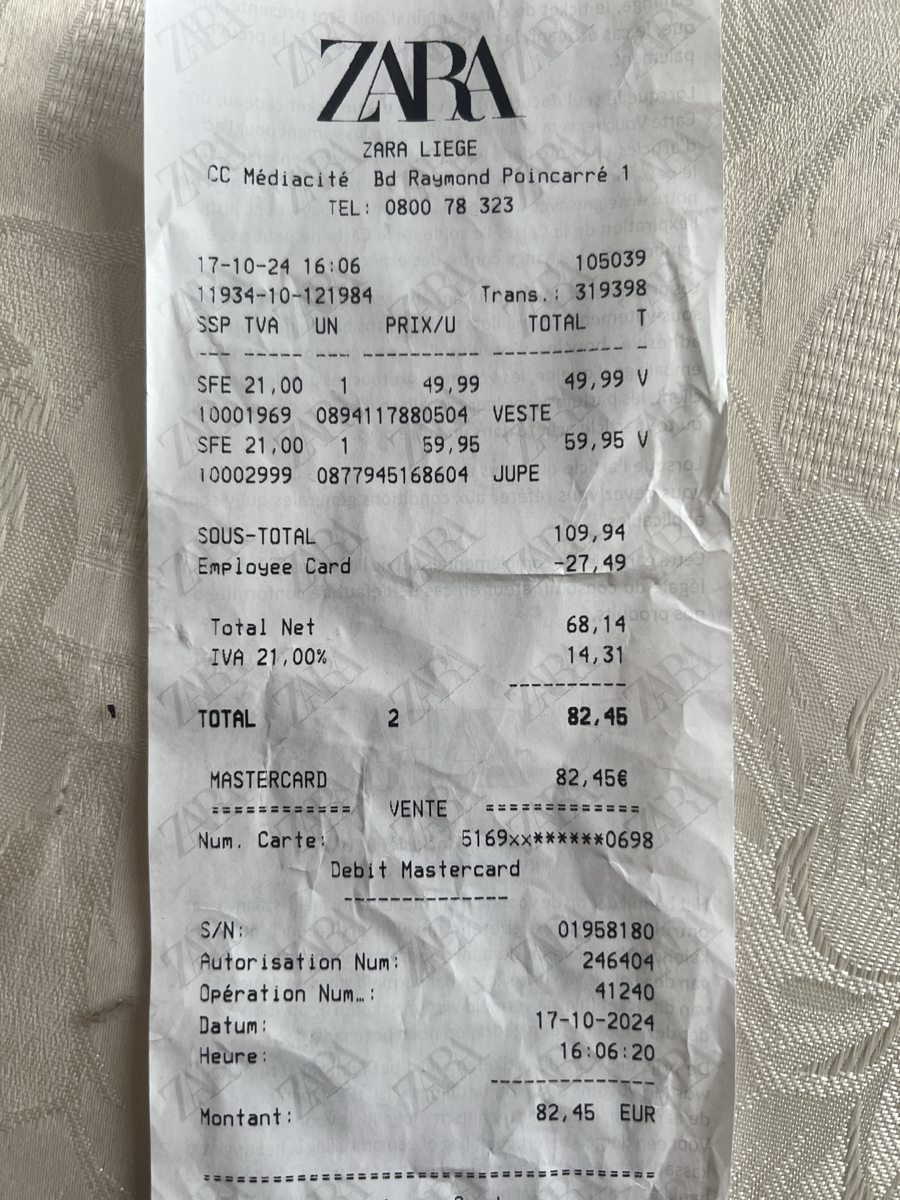 ZARA
ZARA LIEGE
CC Médiacité Bd Raymond Poincarré 1
TEL: 0800 78 323
17-10-24 16:06 105039
11934-10-121984 Trans.: 319398
SSP TVA UN PRIX/U TOTAL T
--- ----- --- ---------- ------------- -
SFE 21,00 1 49,99 49,99 V
10001969 0894117880504 VESTE
SFE 21,00 1 59,95 59,95 V
10002999 0877945168604 JUPE
SOUS-TOTAL 109,94
Employee Card -27,49
Total Net 68,14
IVA 21,00% 14,31
-----------
TOTAL 2 82,45
MASTERCARD 82,45€
============ VENTE =============
Num. Carte: 5169xx******0698
Debit Mastercard
--------------
S/N: 01958180
Autorisation Num: 246404
Opération Num…: 41240
Datum: 17-10-2024
Heure: 16:06:20
--------------
Montant: 82,45 EUR
=======================================